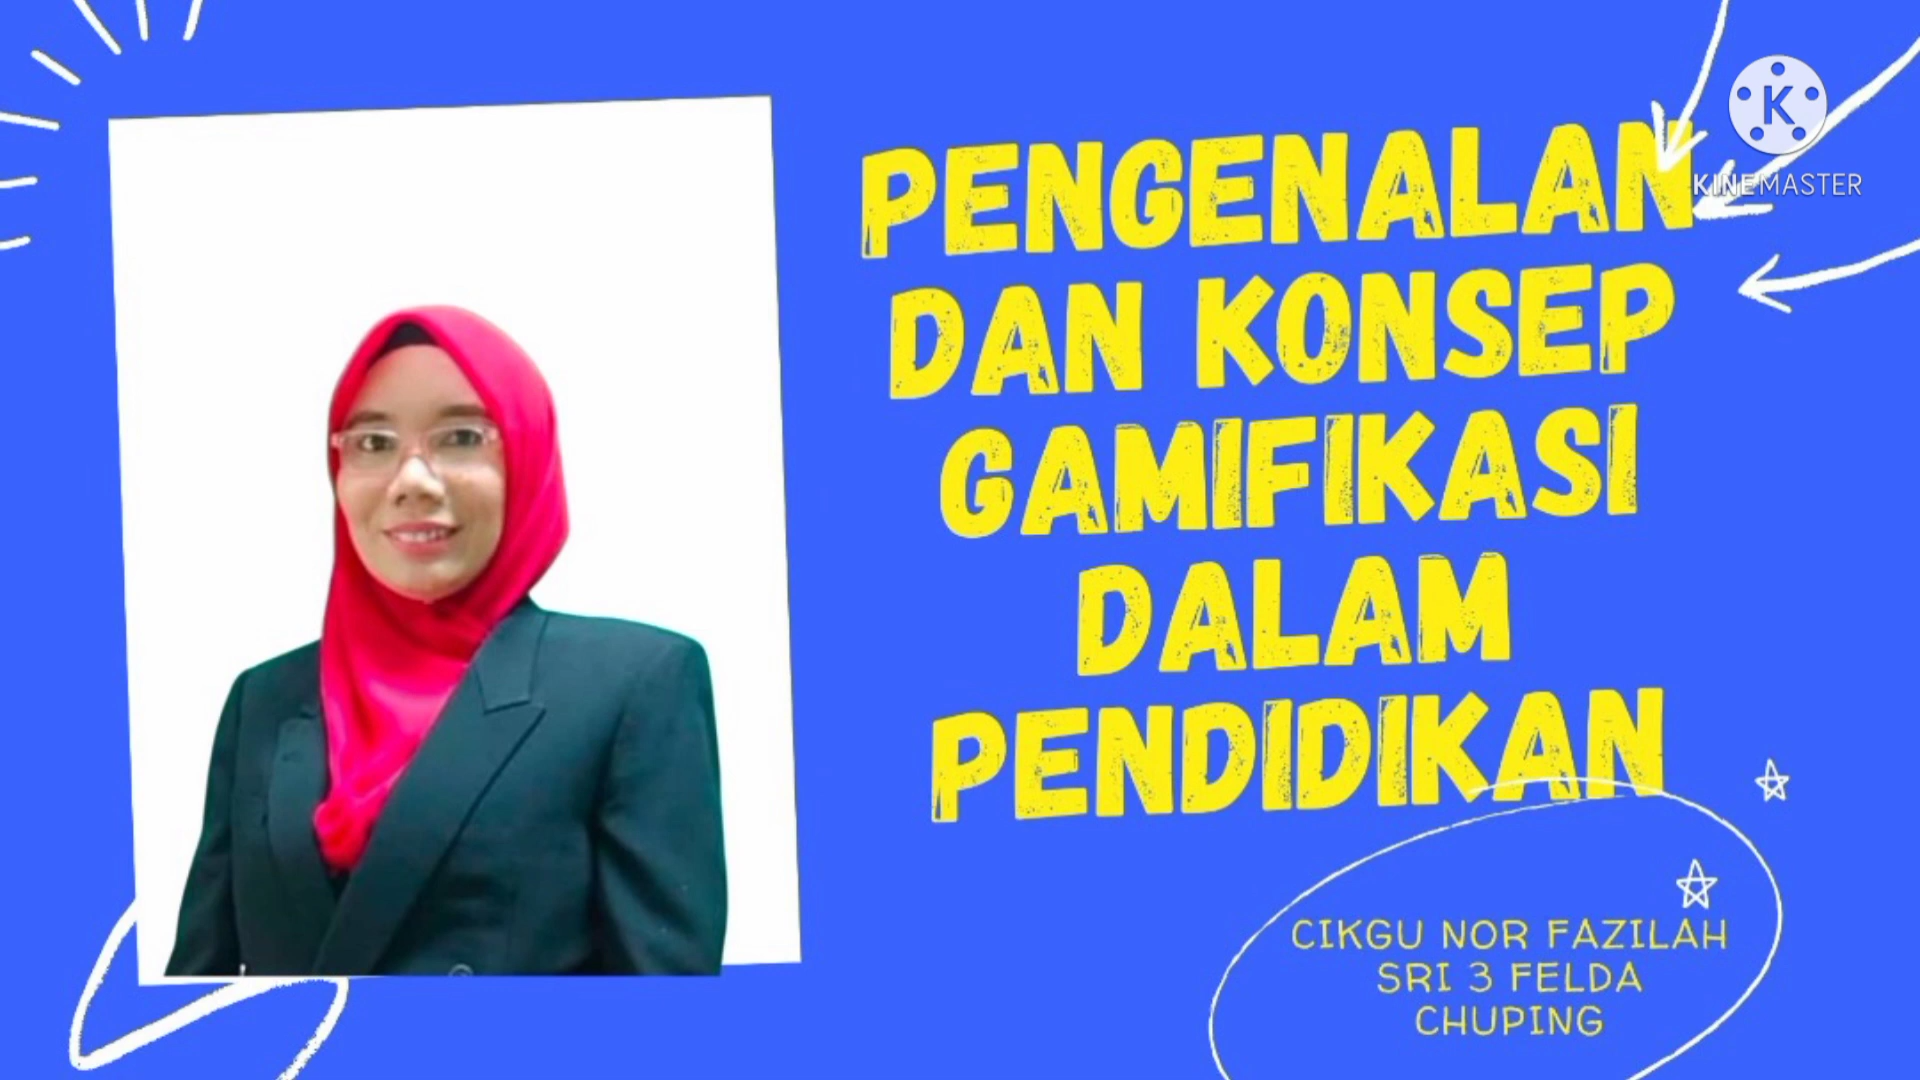 K
KINEMASTER
PENGENALAN
DAN KONSEP
GAMIFIKASI
DALAM
PENDIDIKAN
CIKGU NOR FAZILAH
SRI 3 FELDA
CHUPING